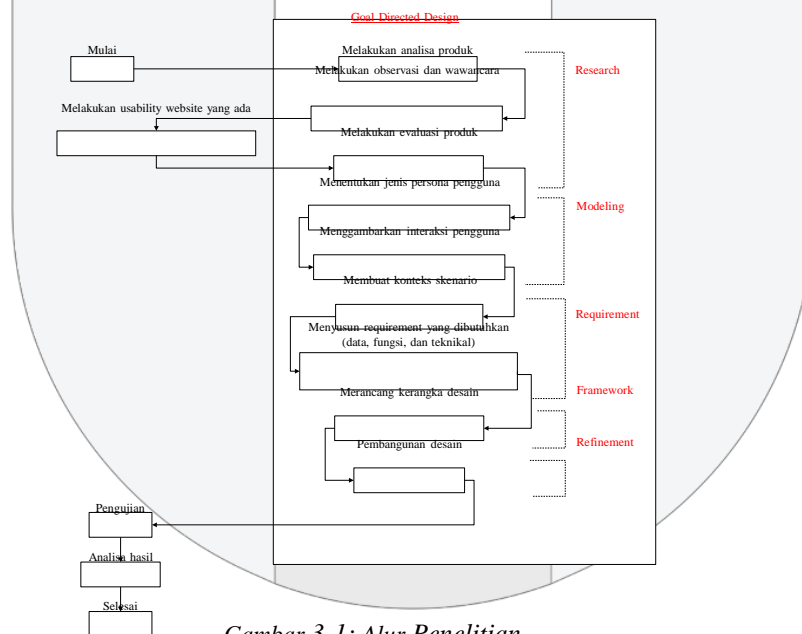 Goal Directed Design
Mulai
Melakukan analisa produk
Melakukan observasi dan wawancara
Research
Melakukan usability website yang ada
Melakukan evaluasi produk
Menentukan jenis persona pengguna
Modeling
Menggambarkan interaksi pengguna
Membuat konteks skenario
Requirement
Menyusun requirement yang dibutuhkan
(data, fungsi, dan teknikal)
Merancang kerangka desain
Framework
Pembangunan desain
Refinement
Pengujian
Analisa hasil
Selesai
Gambar 3-1: Alur Penelitian